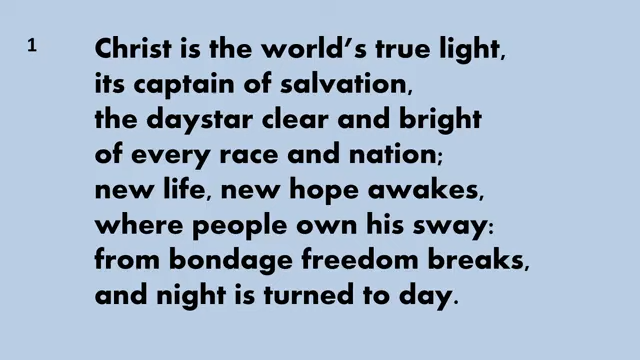 1
Christ is the world's true light,
its captain of salvation,
the daystar clear and bright
of every race and nation;
new life, new hope awakes,
where people own his sway:
from bondage freedom breaks,
and night is turned to day.